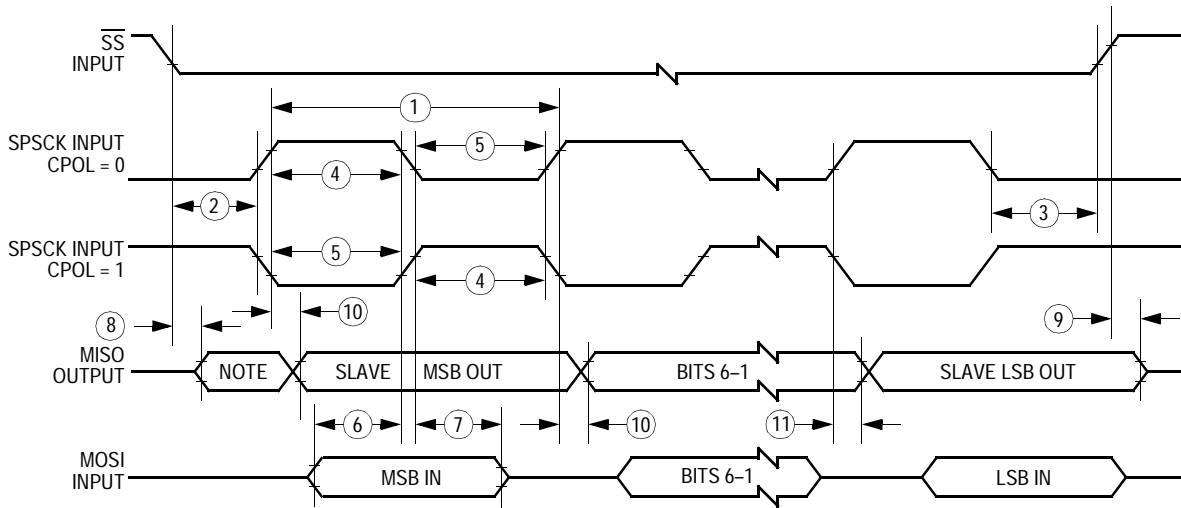 SS
INPUT
1
SPSCK INPUT
CPOL = 0
5
4
2
3
SPSCK INPUT
CPOL = 1
5
4
8
10
9
MISO
OUTPUT
NOTE
SLAVE
MSB OUT
BITS 6–1
SLAVE LSB OUT
6
7
10
11
MOSI
INPUT
MSB IN
BITS 6–1
LSB IN